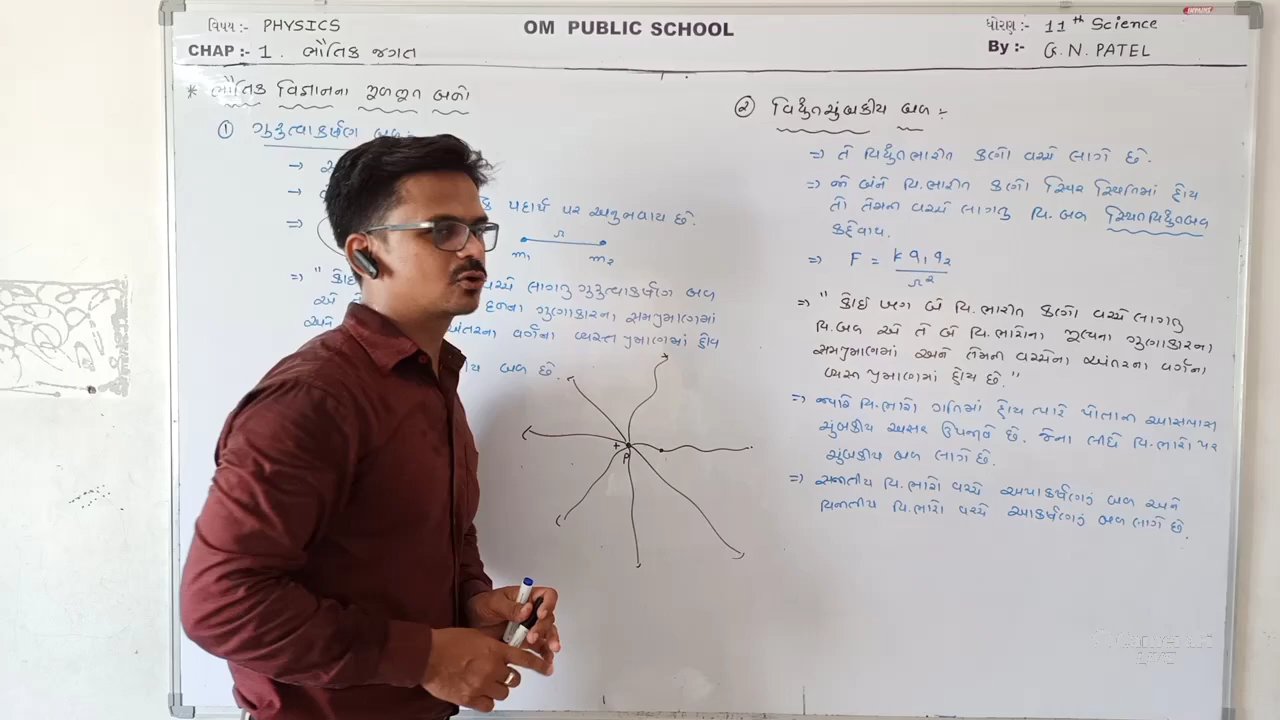 વિષય :- PHYSICS
OM PUBLIC SCHOOL
ધોરણ :- 11th Science
CHAP :- 1. ભૌતિક જગત
By :- G. N. PATEL
* ભૌતિક વિજ્ઞાનના મૂળભૂત બળો
① ગુરુત્વાકર્ષણ બળ :-
→
→ પદાર્થ પર અનુભવાય છે.
⇒ r
m₁ m₂
⇒ " કોઈ વચ્ચે લાગતુ ગુરુત્વાકર્ષણ બળ
એ દળના ગુણાકારના સમપ્રમાણમાં
અને અંતરના વર્ગના વ્યસ્ત પ્રમાણમાં હોય
બળ છે.
+
P
② વિદ્યુતચુંબકીય બળ :-
⇒ તે વિદ્યુતભારીત કણો વચ્ચે લાગે છે.
⇒ જો બંને વિ.ભારીત કણો સ્થિર સ્થિતિમાં હોય
તો તેમની વચ્ચે લાગતુ વિ. બળ સ્થિતવિદ્યુતબળ
કહેવાય.
⇒ F = k q₁ q₂ / r²
⇒ " કોઈ પણ બે વિ.ભારીત કણો વચ્ચે લાગતુ
વિ.બળ એ તે બે વિ.ભારોના મૂલ્યના ગુણાકારના
સમપ્રમાણમાં અને તેમની વચ્ચેના અંતરના વર્ગના
વ્યસ્ત પ્રમાણમાં હોય છે. "
⇒ જ્યારે વિ.ભારો ગતિમાં હોય ત્યારે પોતાની આસપાસ
ચુંબકીય અસર ઉપજાવે છે. જેના લીધે વિ.ભારો પર
ચુંબકીય બળ લાગે છે.
⇒ સજાતીય વિ.ભારો વચ્ચે અપાકર્ષણનું બળ અને
વિજાતીય વિ.ભારો વચ્ચે આકર્ષણનું બળ લાગે છે.